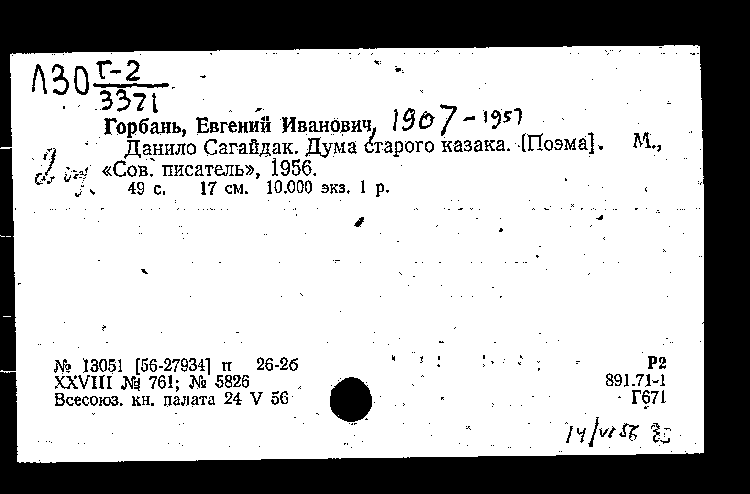 Л30 Г-2
3371
Горбань, Евгений Иванович, 1907-1957
Данило Сагайдак. Дума старого казака. [Поэма]. М.,
«Сов. писатель», 1956.
49 с. 17 см. 10.000 экз. 1 р.
№ 13051 [56-27934] п 26-26
XXVIII № 761; № 5826
Всесоюз. кн. палата 24 V 56
Р2
891.71-1
Г671
14/VI 56